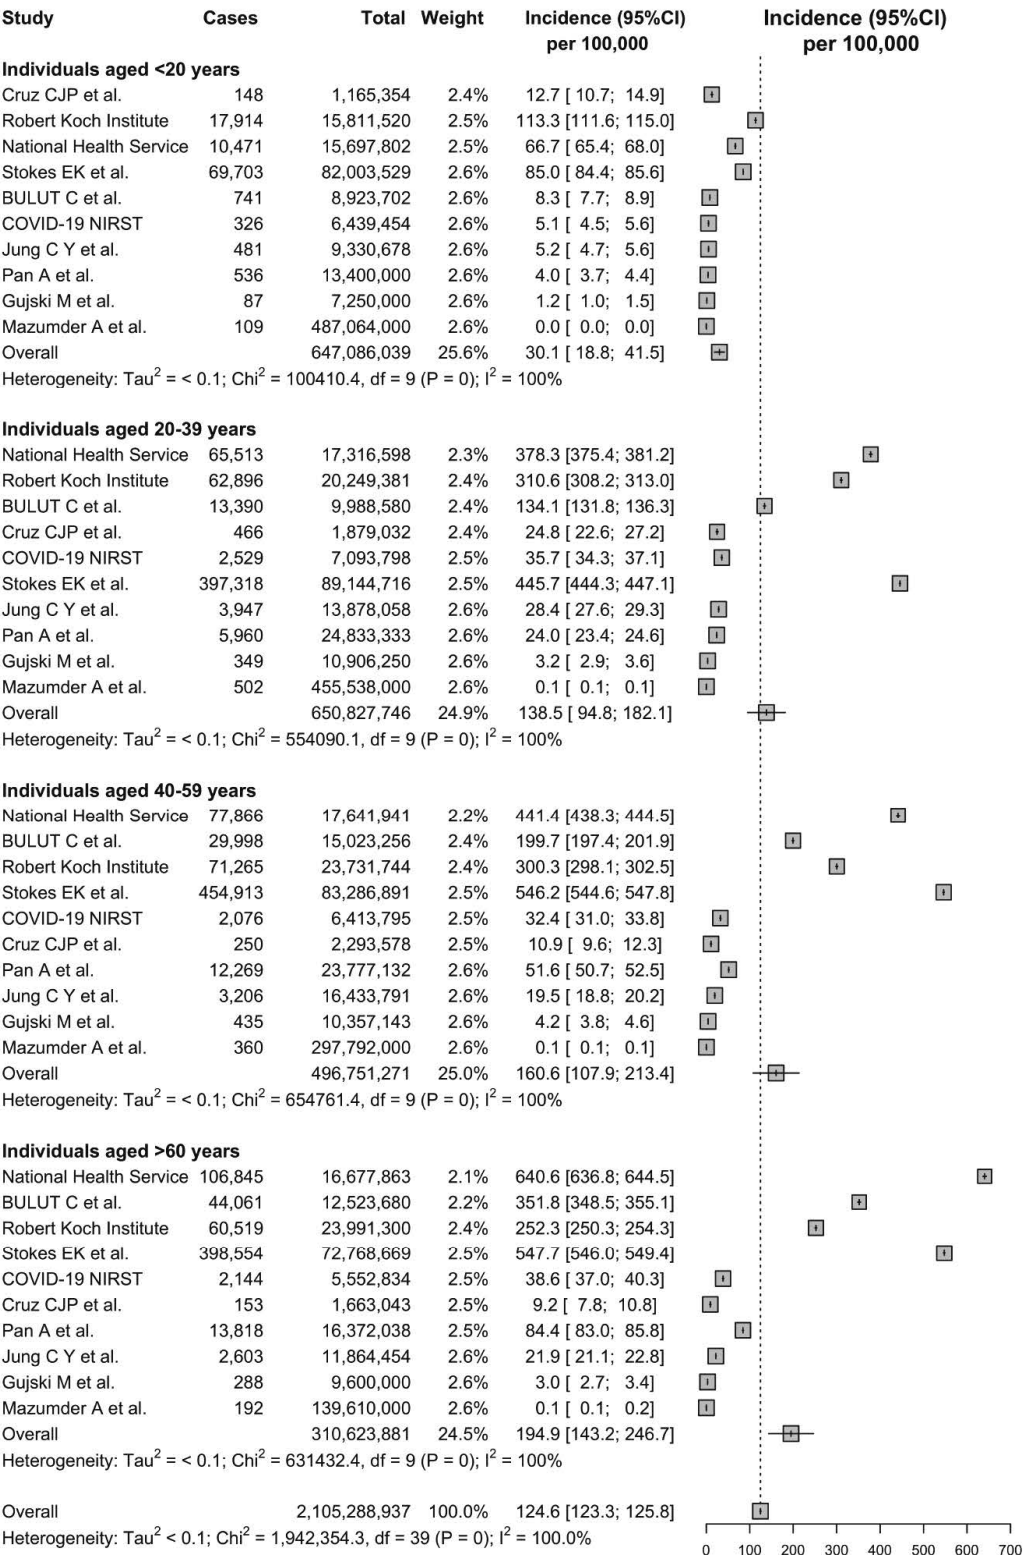 Study Cases Total Weight Incidence (95%CI) Incidence (95%CI)
per 100,000 per 100,000
Individuals aged <20 years
Cruz CJP et al. 148 1,165,354 2.4% 12.7 [ 10.7; 14.9]
Robert Koch Institute 17,914 15,811,520 2.5% 113.3 [111.6; 115.0]
National Health Service 10,471 15,697,802 2.5% 66.7 [ 65.4; 68.0]
Stokes EK et al. 69,703 82,003,529 2.6% 85.0 [ 84.4; 85.6]
BULUT C et al. 741 8,923,702 2.6% 8.3 [ 7.7; 8.9]
COVID-19 NIRST 326 6,439,454 2.6% 5.1 [ 4.5; 5.6]
Jung C Y et al. 481 9,330,678 2.6% 5.2 [ 4.7; 5.6]
Pan A et al. 536 13,400,000 2.6% 4.0 [ 3.7; 4.4]
Gujski M et al. 87 7,250,000 2.6% 1.2 [ 1.0; 1.5]
Mazumder A et al. 109 487,064,000 2.6% 0.0 [ 0.0; 0.0]
Overall 647,086,039 25.6% 30.1 [ 18.8; 41.5]
Heterogeneity: Tau² = < 0.1; Chi² = 100410.4, df = 9 (P = 0); I² = 100%
Individuals aged 20-39 years
National Health Service 65,513 17,316,598 2.3% 378.3 [375.4; 381.2]
Robert Koch Institute 62,896 20,249,381 2.4% 310.6 [308.2; 313.0]
BULUT C et al. 13,390 9,988,580 2.4% 134.1 [131.8; 136.3]
Cruz CJP et al. 466 1,879,032 2.4% 24.8 [ 22.6; 27.2]
COVID-19 NIRST 2,529 7,093,798 2.5% 35.7 [ 34.3; 37.1]
Stokes EK et al. 397,318 89,144,716 2.5% 445.7 [444.3; 447.1]
Jung C Y et al. 3,947 13,878,058 2.6% 28.4 [ 27.6; 29.3]
Pan A et al. 5,960 24,833,333 2.6% 24.0 [ 23.4; 24.6]
Gujski M et al. 349 10,906,250 2.6% 3.2 [ 2.9; 3.6]
Mazumder A et al. 502 455,538,000 2.6% 0.1 [ 0.1; 0.1]
Overall 650,827,746 24.9% 138.5 [ 94.8; 182.1]
Heterogeneity: Tau² = < 0.1; Chi² = 554090.1, df = 9 (P = 0); I² = 100%
Individuals aged 40-59 years
National Health Service 77,866 17,641,941 2.2% 441.4 [438.3; 444.5]
BULUT C et al. 29,998 15,023,256 2.4% 199.7 [197.4; 201.9]
Robert Koch Institute 71,265 23,731,744 2.4% 300.3 [298.1; 302.5]
Stokes EK et al. 454,913 83,286,891 2.5% 546.2 [544.6; 547.8]
COVID-19 NIRST 2,076 6,413,795 2.5% 32.4 [ 31.0; 33.8]
Cruz CJP et al. 250 2,293,578 2.5% 10.9 [ 9.6; 12.3]
Pan A et al. 12,269 23,777,132 2.6% 51.6 [ 50.7; 52.5]
Jung C Y et al. 3,206 16,433,791 2.6% 19.5 [ 18.8; 20.2]
Gujski M et al. 435 10,357,143 2.6% 4.2 [ 3.8; 4.6]
Mazumder A et al. 360 297,792,000 2.6% 0.1 [ 0.1; 0.1]
Overall 496,751,271 25.0% 160.6 [107.9; 213.4]
Heterogeneity: Tau² = < 0.1; Chi² = 654761.4, df = 9 (P = 0); I² = 100%
Individuals aged >60 years
National Health Service 106,845 16,677,863 2.1% 640.6 [636.8; 644.5]
BULUT C et al. 44,061 12,523,680 2.2% 351.8 [348.5; 355.1]
Robert Koch Institute 60,519 23,991,300 2.4% 252.3 [250.3; 254.3]
Stokes EK et al. 398,554 72,768,669 2.5% 547.7 [546.0; 549.4]
COVID-19 NIRST 2,144 5,552,834 2.5% 38.6 [ 37.0; 40.3]
Cruz CJP et al. 153 1,663,043 2.5% 9.2 [ 7.8; 10.8]
Pan A et al. 13,818 16,372,038 2.5% 84.4 [ 83.0; 85.8]
Jung C Y et al. 2,603 11,864,454 2.6% 21.9 [ 21.1; 22.8]
Gujski M et al. 288 9,600,000 2.6% 3.0 [ 2.7; 3.4]
Mazumder A et al. 192 139,610,000 2.6% 0.1 [ 0.1; 0.2]
Overall 310,623,881 24.5% 194.9 [143.2; 246.7]
Heterogeneity: Tau² = < 0.1; Chi² = 631432.4, df = 9 (P = 0); I² = 100%
Overall 2,105,288,937 100.0% 124.6 [123.3; 125.8]
Heterogeneity: Tau² < 0.1; Chi² = 1,942,354.3, df = 39 (P = 0); I² = 100.0%
0 100 200 300 400 500 600 700